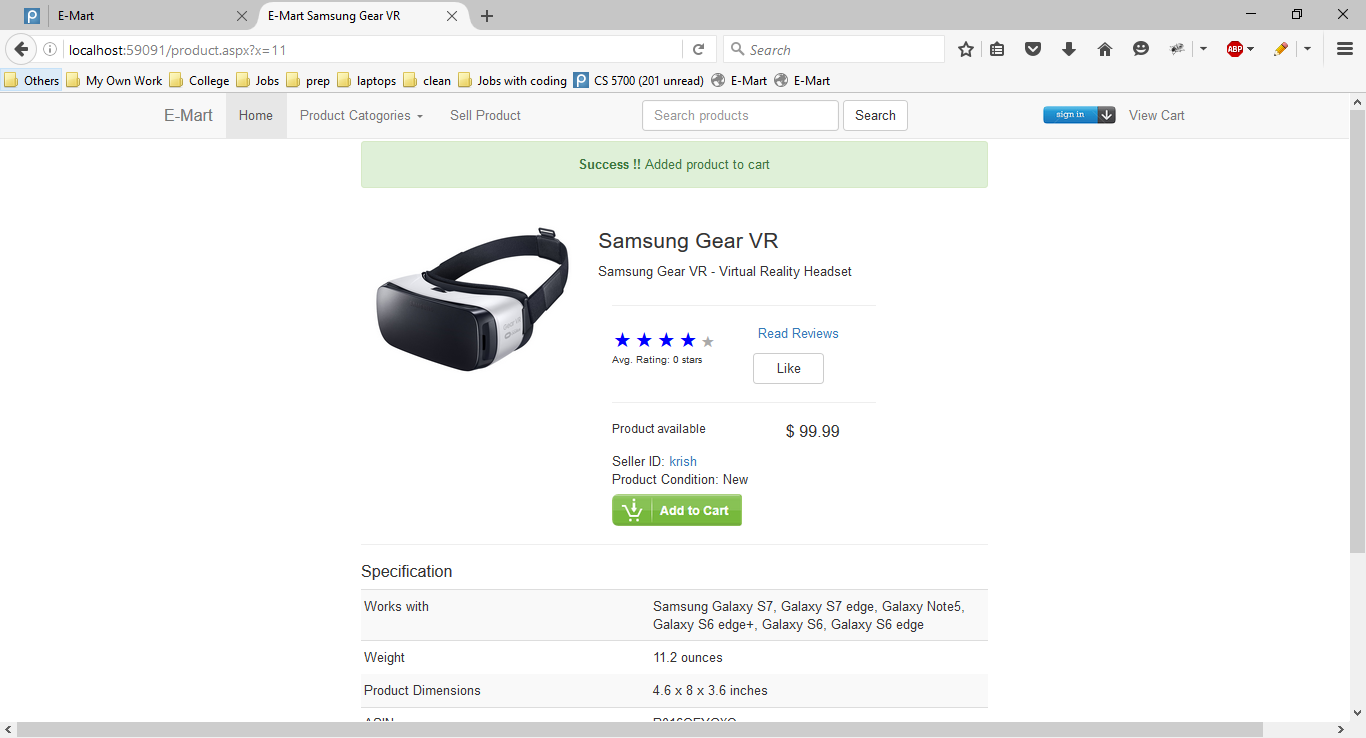 E-Mart
E-Mart Samsung Gear VR
localhost:59091/product.aspx?x=11
Search
ABP
Others My Own Work College Jobs prep laptops clean Jobs with coding CS 5700 (201 unread) E-Mart E-Mart
E-Mart Home Product Catogories Sell Product Search products Search sign in View Cart
Success !! Added product to cart
Samsung Gear VR
Samsung Gear VR - Virtual Reality Headset
Read Reviews
Avg. Rating: 0 stars
Like
Product available $ 99.99
Seller ID: krish
Product Condition: New
Add to Cart
Specification
Works with Samsung Galaxy S7, Galaxy S7 edge, Galaxy Note5,
Galaxy S6 edge+, Galaxy S6, Galaxy S6 edge
Weight 11.2 ounces
Product Dimensions 4.6 x 8 x 3.6 inches